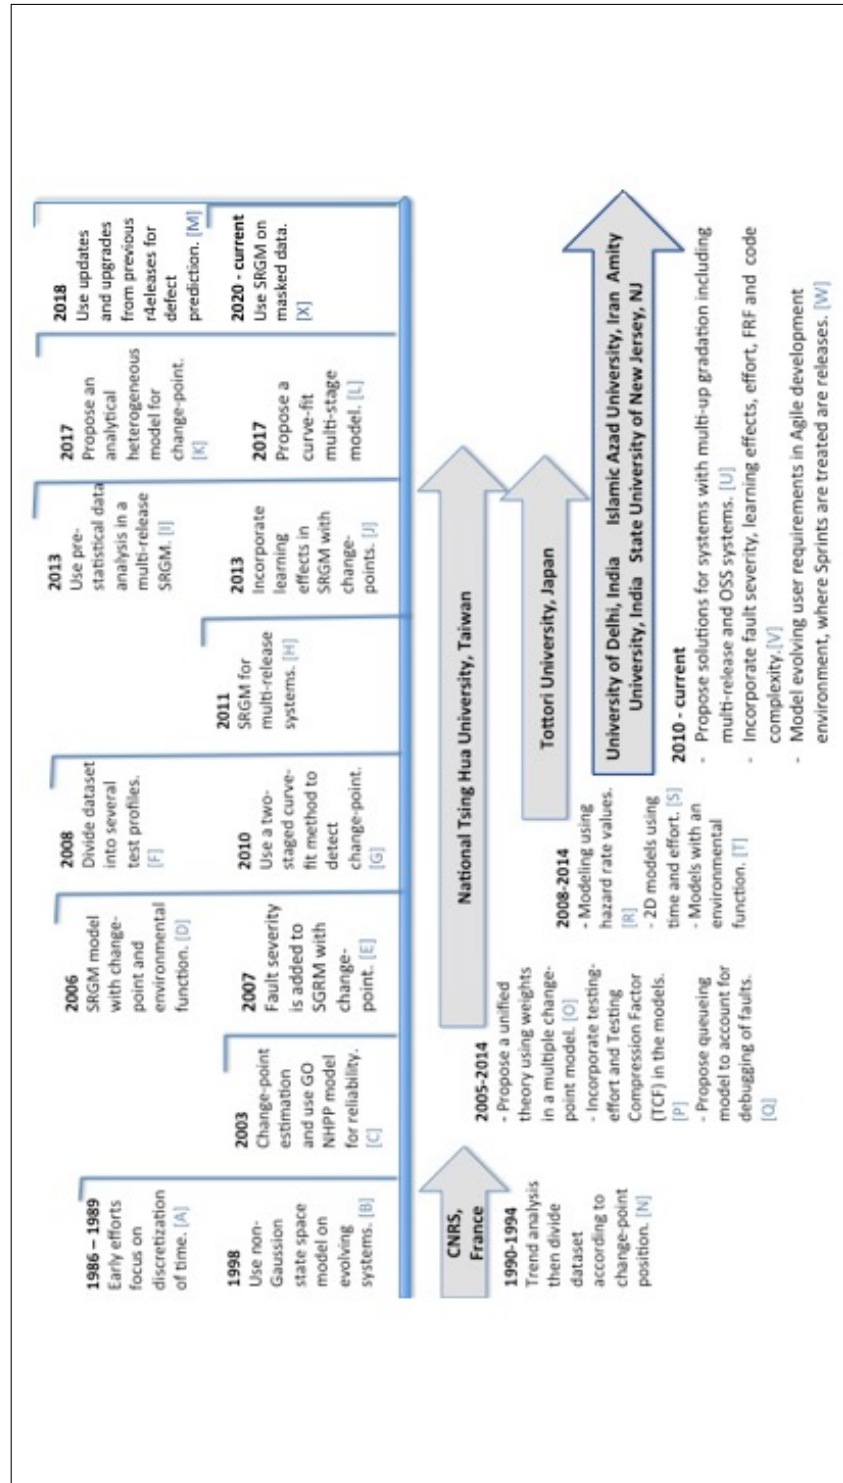 1986 – 1989
Early efforts
focus on
discretization
of time. [A]
1998
Use non-
Gaussion
state space
model on
evolving
systems. [B]
2003
Change-point
estimation
and use GO
NHPP model
for reliability.
[C]
2006
SRGM model
with change-
point and
environmental
function. [D]
2007
Fault severity
is added to
SGRM with
change-
point. [E]
2008
Divide dataset
into several
test profiles.
[F]
2010
Use a two-
staged curve-
fit method to
detect
change-point.
[G]
2011
SRGM for
multi-release
systems. [H]
2013
Use pre-
statistical data
analysis in a
multi-release
SRGM. [I]
2013
Incorporate
learning
effects in
SRGM with
change-
points. [J]
2017
Propose an
analytical
heterogeneous
model for
change-point.
[K]
2017
Propose a
curve-fit
multi-stage
model. [L]
2018
Use updates
and upgrades
from previous
r4eleases for
defect
prediction. [M]
2020 - current
Use SRGM on
masked data.
[X]
CNRS,
France
1990-1994
Trend analysis
then divide
dataset
according to
change-point
position. [N]
National Tsing Hua University, Taiwan
2005-2014
- Propose a unified
theory using weights
in a multiple change-
point model. [O]
- Incorporate testing-
effort and Testing
Compression Factor
(TCF) in the models.
[P]
- Propose queueing
model to account for
debugging of faults.
[Q]
Tottori University, Japan
2008-2014
- Modeling using
hazard rate values.
[R]
- 2D models using
time and effort. [S]
- Models with an
environmental
function. [T]
University of Delhi, India Islamic Azad University, Iran Amity
University, India State University of New Jersey, NJ
2010 - current
- Propose solutions for systems with multi-up gradation including
multi-release and OSS systems. [U]
- Incorporate fault severity, learning effects, effort, FRF and code
complexity.[V]
- Model evolving user requirements in Agile development
environment, where Sprints are treated are releases. [W]